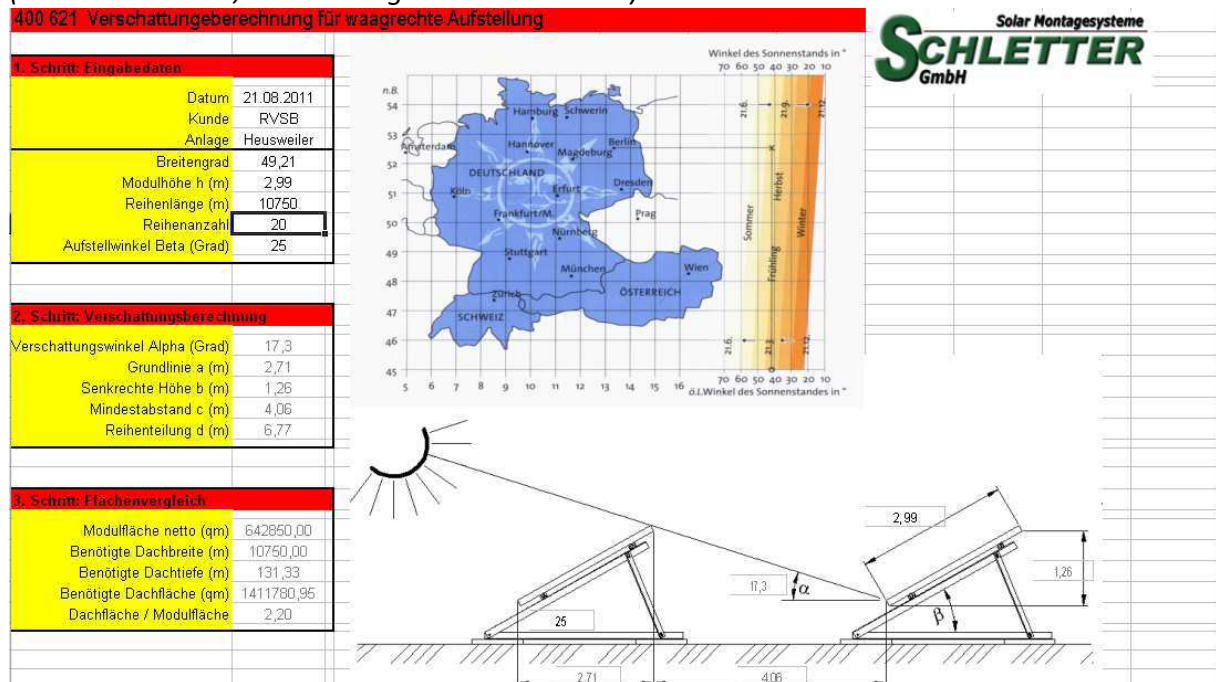 400 621 Verschattungeberechnung für waagrechte Aufstellung
Solar Montagesysteme
SCHLETTER
GmbH
1. Schritt: Eingabedaten
Datum 21.08.2011
Kunde RVSB
Anlage Heusweiler
Breitengrad 49,21
Modulhöhe h (m) 2,99
Reihenlänge (m) 10750
Reihenanzahl 20
Aufstellwinkel Beta (Grad) 25
2. Schritt: Verschattungsberechnung
Verschattungswinkel Alpha (Grad) 17,3
Grundlinie a (m) 2,71
Senkrechte Höhe b (m) 1,26
Mindestabstand c (m) 4,06
Reihenteilung d (m) 6,77
3. Schritt: Flächenvergleich
Modulfläche netto (qm) 642850,00
Benötigte Dachbreite (m) 10750,00
Benötigte Dachtiefe (m) 131,33
Benötigte Dachfläche (qm) 1411780,95
Dachfläche / Modulfläche 2,20
Winkel des Sonnenstands in °
70 60 50 40 30 20 10
n.B.
54
53
52
51
50
49
48
47
46
45
5 6 7 8 9 10 11 12 13 14 15 16
ö.L.
Hamburg Schwerin
Amsterdam Hannover Magdeburg Berlin
DEUTSCHLAND
Köln Erfurt Dresden
Frankfurt/M. Prag
Nürnberg
Stuttgart
München Wien
ÖSTERREICH
Zürich
SCHWEIZ
21.6. 21.9. 21.12.
Herbst
Sommer
Winter
Frühling
21.6. 21.3. 21.12.
70 60 50 40 30 20 10
Winkel des Sonnenstandes in °
2,99
1,26
17,3 α
25
β
2,71
4,06